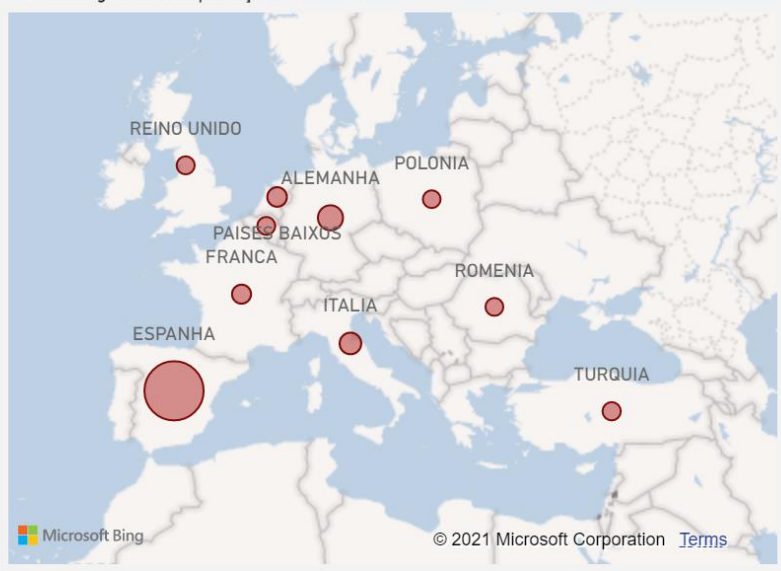 REINO UNIDO
POLONIA
ALEMANHA
PAISES BAIXOS
FRANCA
ROMENIA
ITALIA
ESPANHA
TURQUIA
Microsoft Bing
© 2021 Microsoft Corporation Terms